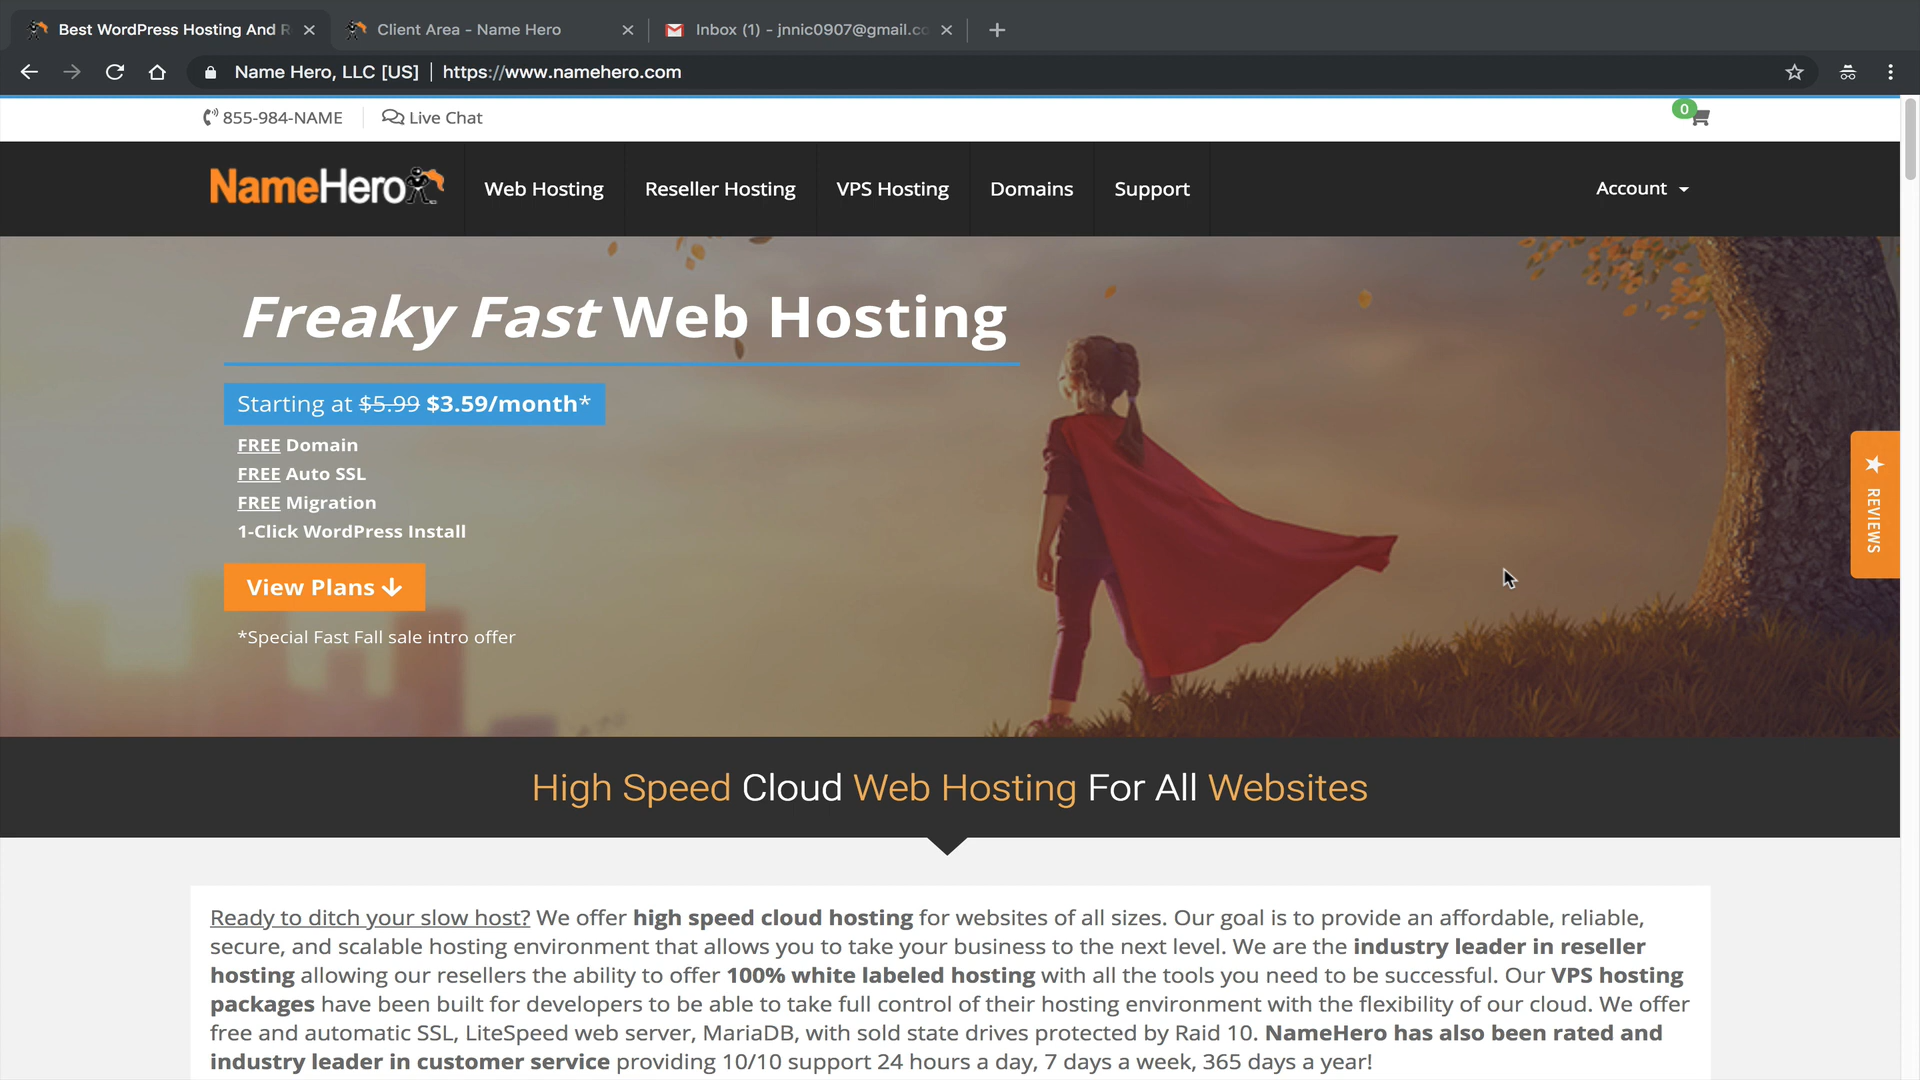 Best WordPress Hosting And R
Client Area - Name Hero
Inbox (1) - jnnic0907@gmail.co
Name Hero, LLC [US] | https://www.namehero.com
855-984-NAME
Live Chat
0
NameHero
Web Hosting
Reseller Hosting
VPS Hosting
Domains
Support
Account
Freaky Fast Web Hosting
Starting at $5.99 $3.59/month*
FREE Domain
FREE Auto SSL
FREE Migration
1-Click WordPress Install
View Plans
*Special Fast Fall sale intro offer
REVIEWS
High Speed Cloud Web Hosting For All Websites
Ready to ditch your slow host? We offer high speed cloud hosting for websites of all sizes. Our goal is to provide an affordable, reliable,
secure, and scalable hosting environment that allows you to take your business to the next level. We are the industry leader in reseller
hosting allowing our resellers the ability to offer 100% white labeled hosting with all the tools you need to be successful. Our VPS hosting
packages have been built for developers to be able to take full control of their hosting environment with the flexibility of our cloud. We offer
free and automatic SSL, LiteSpeed web server, MariaDB, with sold state drives protected by Raid 10. NameHero has also been rated and
industry leader in customer service providing 10/10 support 24 hours a day, 7 days a week, 365 days a year!